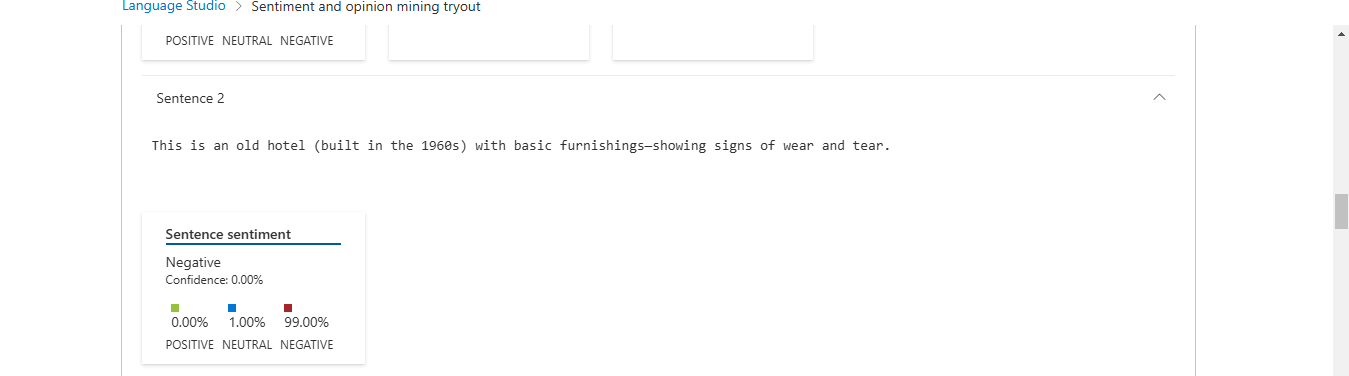 Language Studio > Sentiment and opinion mining tryout
POSITIVE NEUTRAL NEGATIVE
Sentence 2
This is an old hotel (built in the 1960s) with basic furnishings—showing signs of wear and tear.
Sentence sentiment
Negative
Confidence: 0.00%
0.00% 1.00% 99.00%
POSITIVE NEUTRAL NEGATIVE